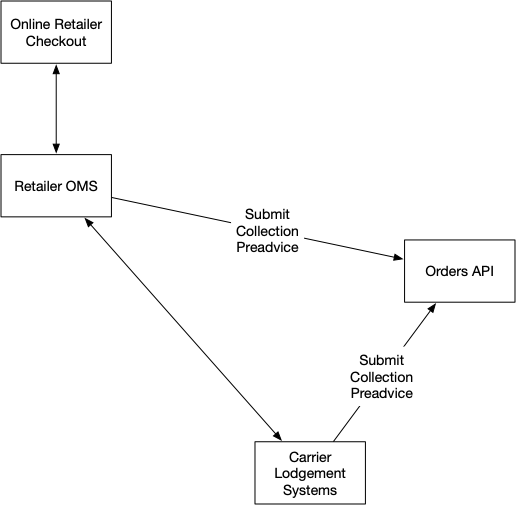 Online Retailer
Checkout
Retailer OMS
Submit
Collection
Preadvice
Orders API
Submit
Collection
Preadvice
Carrier
Lodgement
Systems